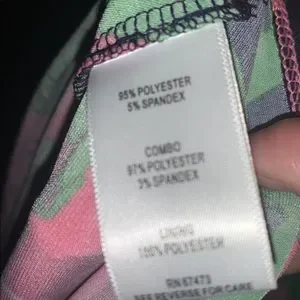 95% POLYESTER
5% SPANDEX
COMBO
97% POLYESTER
3% SPANDEX
LINING
100% POLYESTER
RN 67473
SEE REVERSE FOR CARE